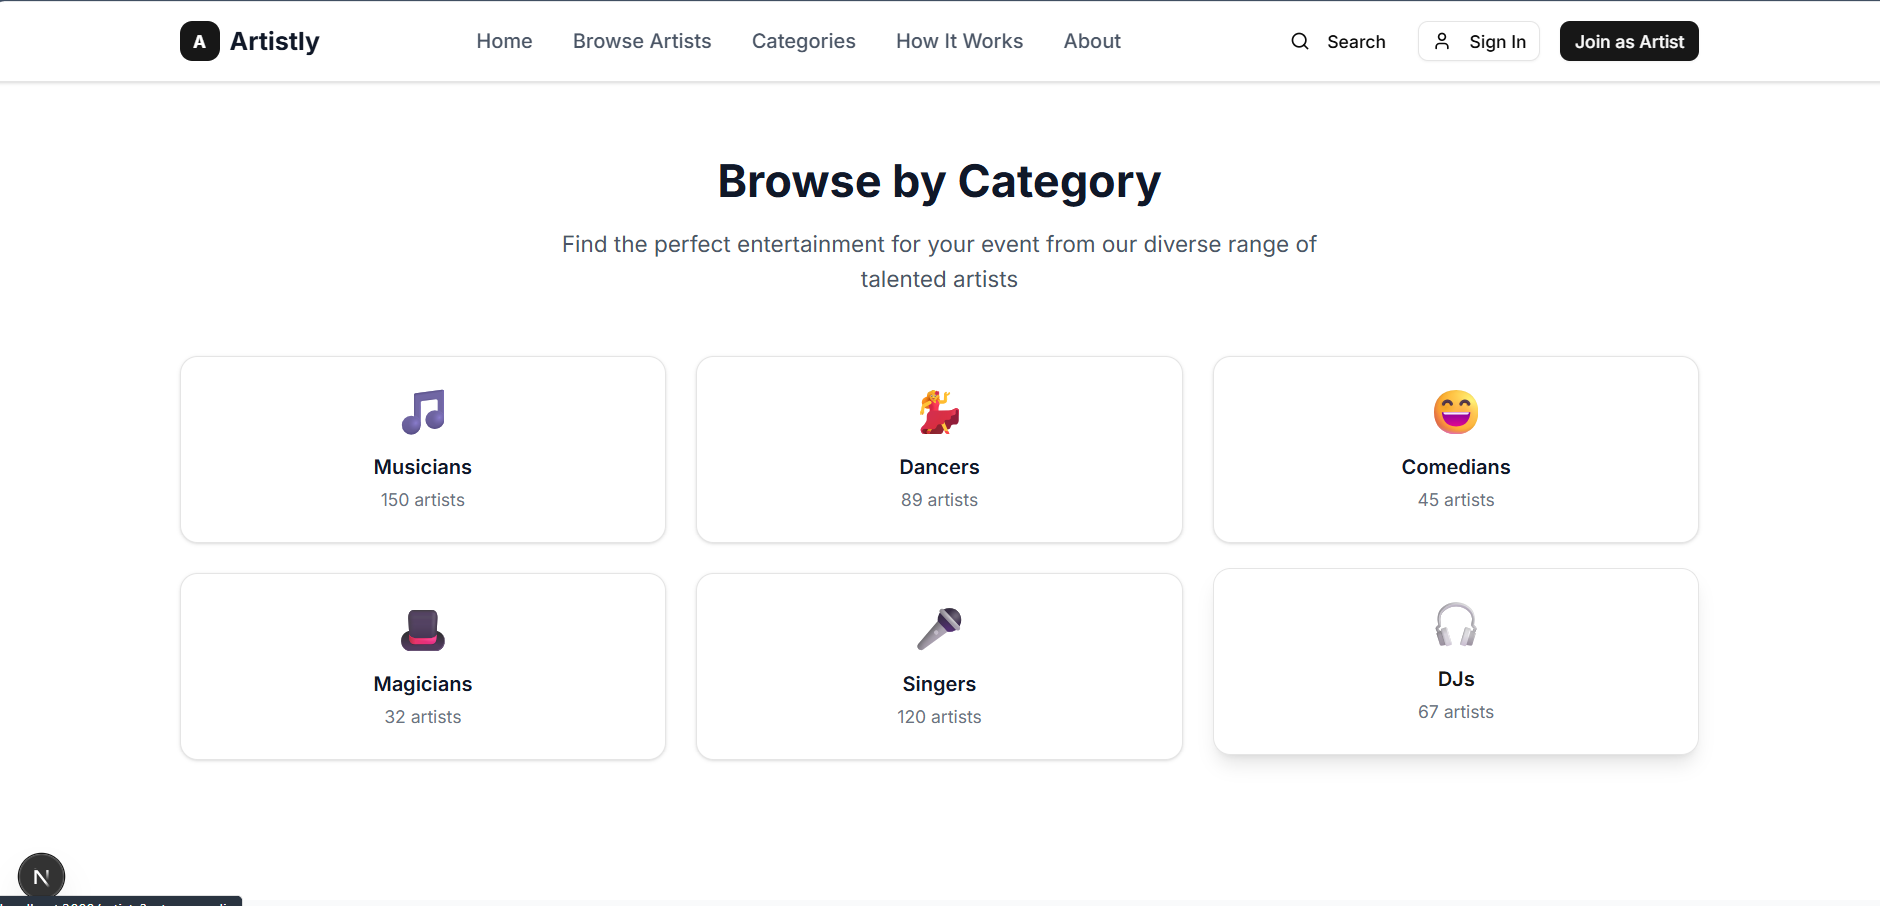 A Artistly Home Browse Artists Categories How It Works About Search Sign In Join as Artist
Browse by Category
Find the perfect entertainment for your event from our diverse range of
talented artists
Musicians
150 artists
Dancers
89 artists
Comedians
45 artists
Magicians
32 artists
Singers
120 artists
DJs
67 artists
N